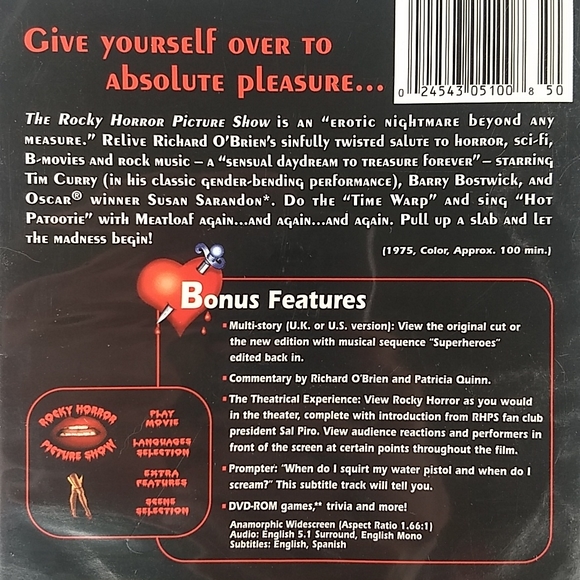 Give yourself over to
absolute pleasure...
0 24543 05100 8 50
The Rocky Horror Picture Show is an "erotic nightmare beyond any
measure." Relive Richard O'Brien's sinfully twisted salute to horror, sci-fi,
B-movies and rock music – a "sensual daydream to treasure forever" – starring
Tim Curry (in his classic gender-bending performance), Barry Bostwick, and
Oscar® winner Susan Sarandon*. Do the "Time Warp" and sing "Hot
Patootie" with Meatloaf again...and again...and again. Pull up a slab and let
the madness begin!
(1975, Color, Approx. 100 min.)
Bonus Features
Multi-story (U.K. or U.S. version): View the original cut or
the new edition with musical sequence "Superheroes"
edited back in.
Commentary by Richard O'Brien and Patricia Quinn.
The Theatrical Experience: View Rocky Horror as you would
in the theater, complete with introduction from RHPS fan club
president Sal Piro. View audience reactions and performers in
front of the screen at certain points throughout the film.
Prompter: "When do I squirt my water pistol and when do I
scream?" This subtitle track will tell you.
DVD-ROM games,** trivia and more!
Anamorphic Widescreen (Aspect Ratio 1.66:1)
Audio: English 5.1 Surround, English Mono
Subtitles: English, Spanish
ROCKY HORROR
PICTURE SHOW
PLAY
MOVIE
LANGUAGES
SELECTION
EXTRA
FEATURES
SCENE
SELECTION